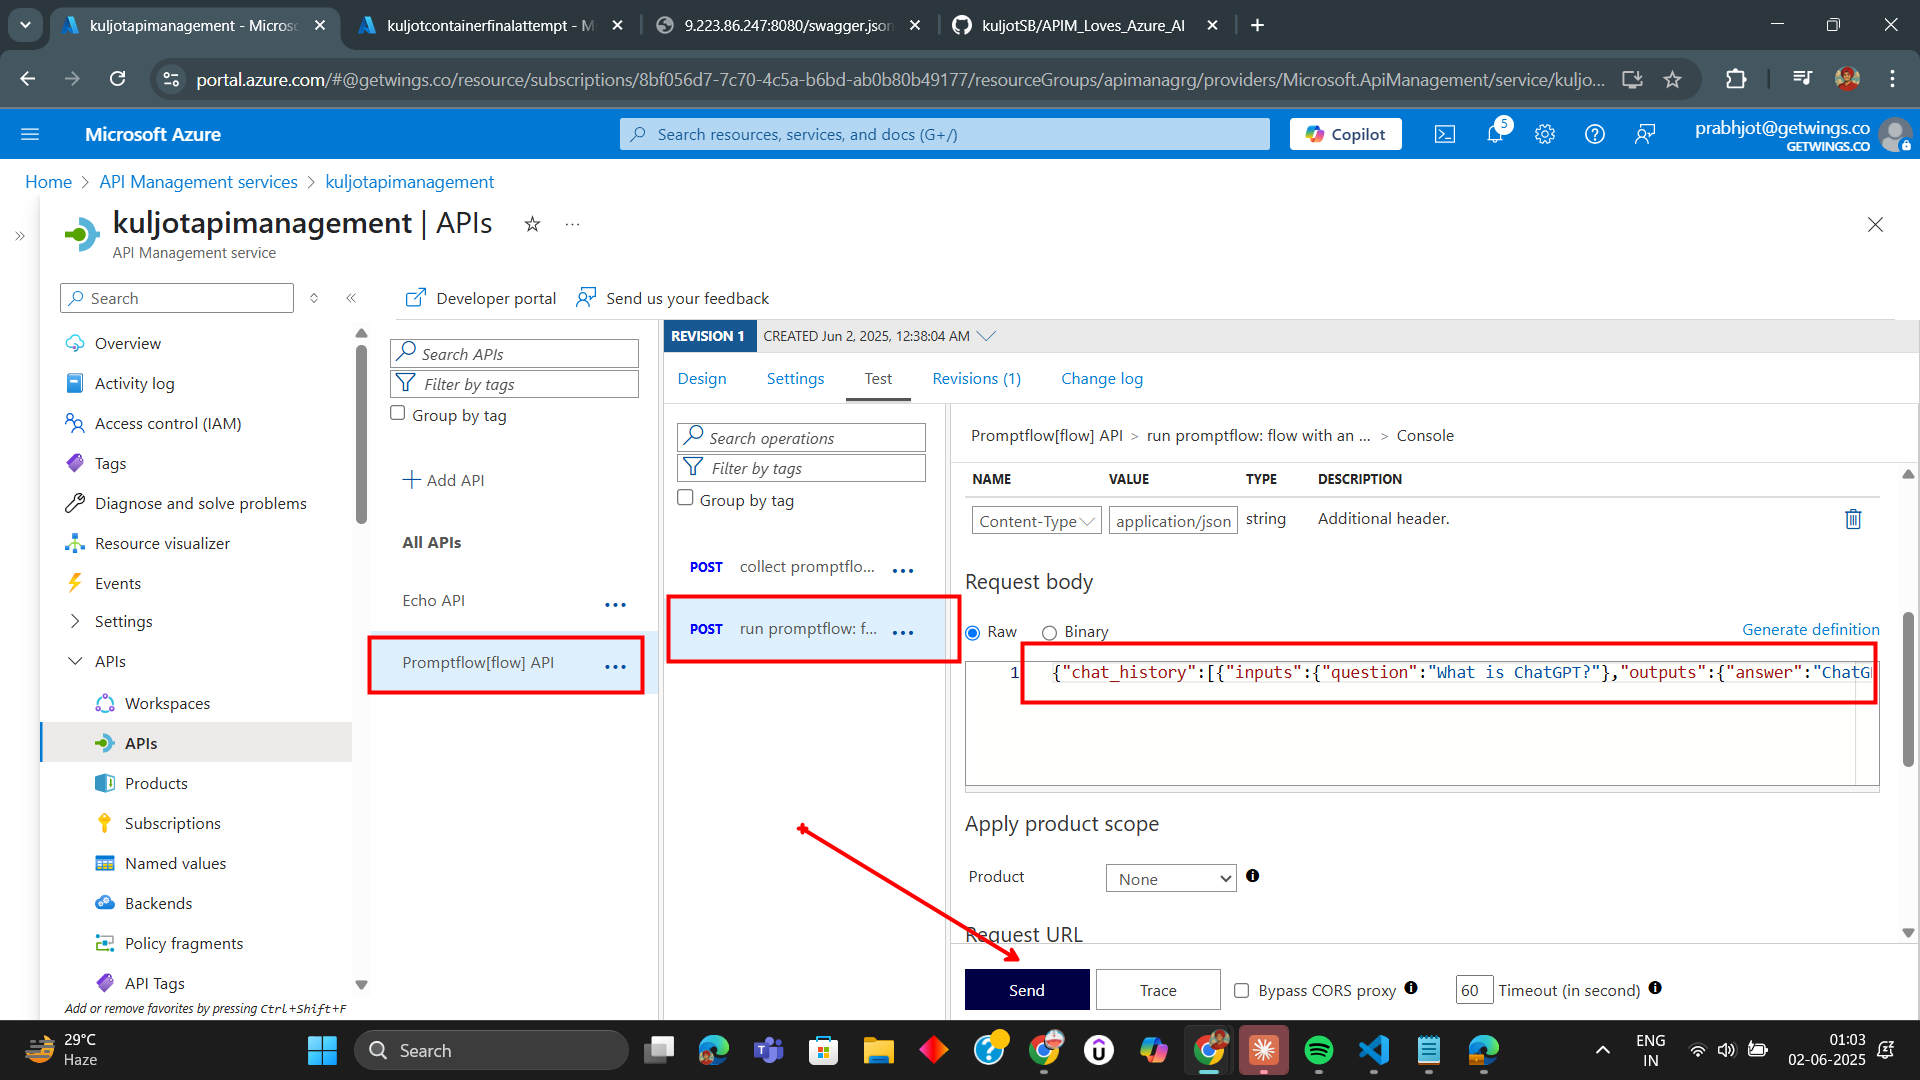 kuljotapimanagement - Micros
kuljotcontainerfinalattempt - M
9.223.86.247:8080/swagger.json
kuljotSB/APIM_Loves_Azure_AI
portal.azure.com/#@getwings.co/resource/subscriptions/8bf056d7-7c70-4c5a-b6bd-ab0b80b49177/resourceGroups/apimanagrg/providers/Microsoft.ApiManagement/service/kuljo...
Microsoft Azure
Search resources, services, and docs (G+/)
Copilot
5
prabhjot@getwings.co
GETWINGS.CO
Home > API Management services > kuljotapimanagement
kuljotapimanagement | APIs
API Management service
Search
Developer portal
Send us your feedback
Overview
Activity log
Access control (IAM)
Tags
Diagnose and solve problems
Resource visualizer
Events
Settings
APIs
Workspaces
APIs
Products
Subscriptions
Named values
Backends
Policy fragments
API Tags
Add or remove favorites by pressing Ctrl+Shift+F
Search APIs
Filter by tags
Group by tag
Add API
All APIs
Echo API
Promptflow[flow] API
REVISION 1
CREATED Jun 2, 2025, 12:38:04 AM
Design
Settings
Test
Revisions (1)
Change log
Search operations
Filter by tags
Group by tag
POST collect promptflo...
POST run promptflow: f...
Promptflow[flow] API > run promptflow: flow with an ... > Console
NAME VALUE TYPE DESCRIPTION
Content-Type application/json string Additional header.
Request body
Raw
Binary
Generate definition
1 {"chat_history":[{"inputs":{"question":"What is ChatGPT?"},"outputs":{"answer":"ChatG
Apply product scope
Product
None
Request URL
Send
Trace
Bypass CORS proxy
60
Timeout (in second)
29°C
Haze
Search
ENG
IN
01:03
02-06-2025